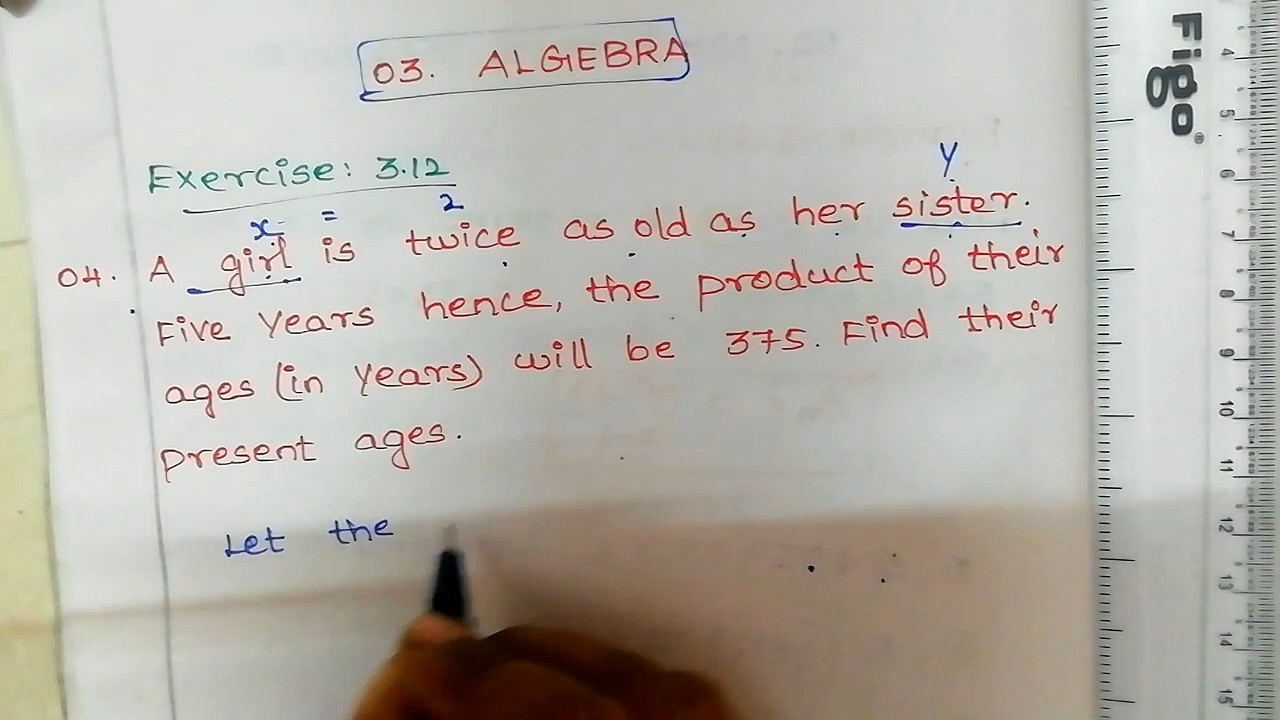 03. ALGEBRA
Exercise: 3.12
y
x = 2
04. A girl is twice as old as her sister.
Five years hence, the product of their
ages (in years) will be 375. Find their
present ages.
Let the
Figo®
4
5
6
7
8
9
10
11
12
13
14
15